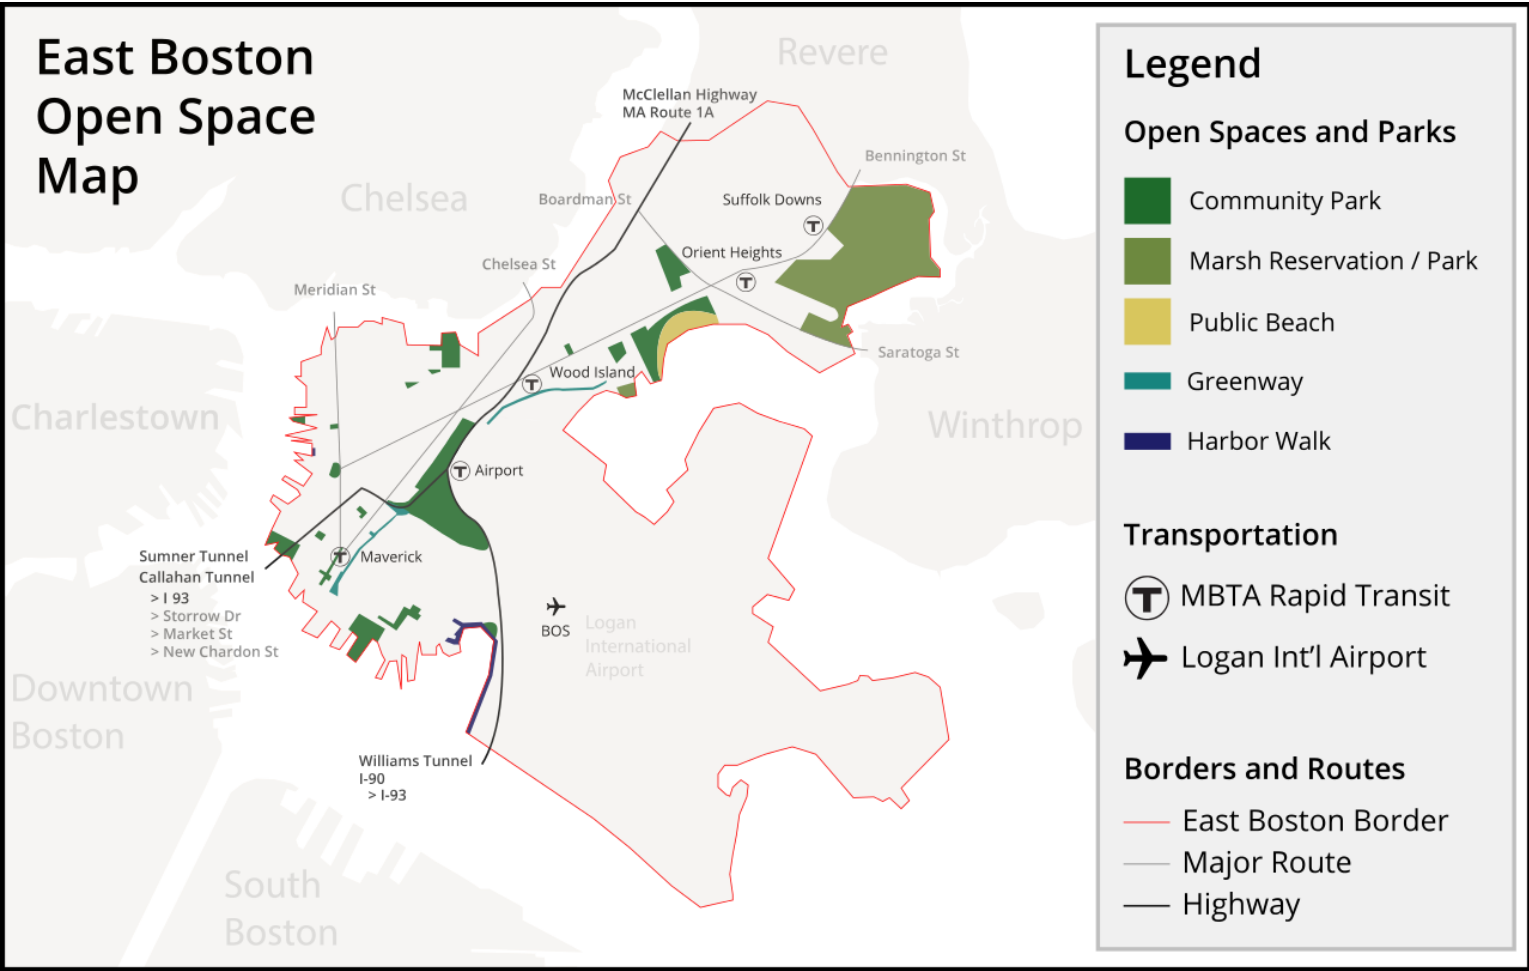 East Boston
Open Space
Map
Revere
McClellan Highway
MA Route 1A
Bennington St
Chelsea
Boardman St
Suffolk Downs
Orient Heights
Chelsea St
Meridian St
Saratoga St
Wood Island
Charlestown
Winthrop
Airport
Sumner Tunnel
Callahan Tunnel
> I 93
> Storrow Dr
> Market St
> New Chardon St
Maverick
BOS
Logan
International
Airport
Downtown
Boston
Williams Tunnel
I-90
> I-93
South
Boston
Legend
Open Spaces and Parks
Community Park
Marsh Reservation / Park
Public Beach
Greenway
Harbor Walk
Transportation
T MBTA Rapid Transit
Logan Int'l Airport
Borders and Routes
East Boston Border
Major Route
Highway